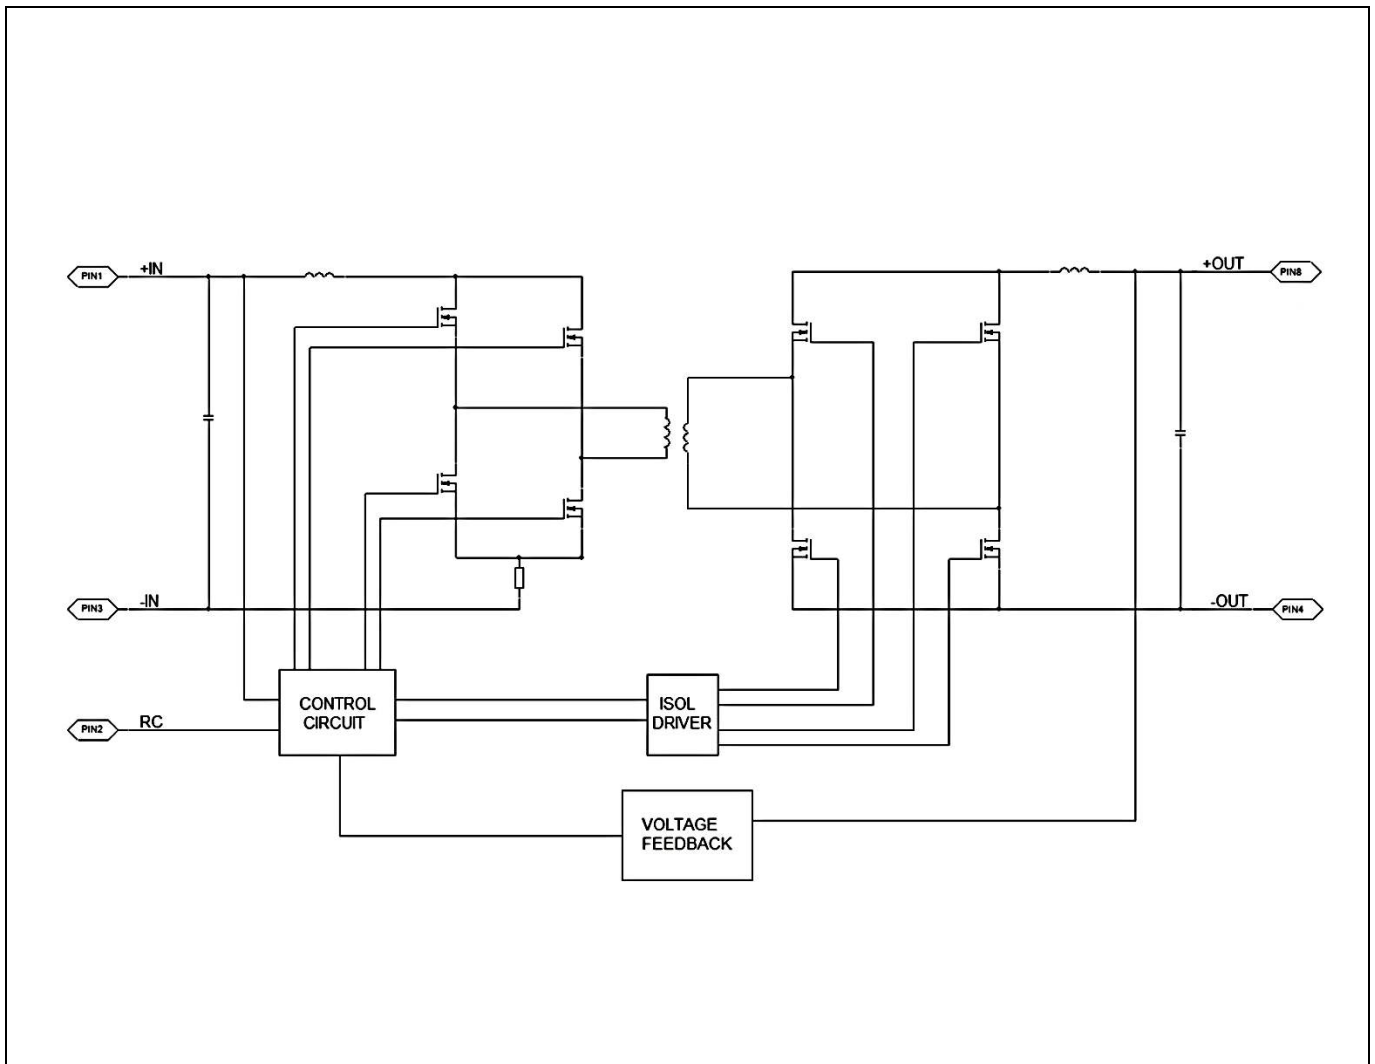 +IN
PIN1
+OUT
PIN8
-IN
PIN3
-OUT
PIN4
CONTROL
CIRCUIT
ISOL
DRIVER
RC
PIN2
VOLTAGE
FEEDBACK